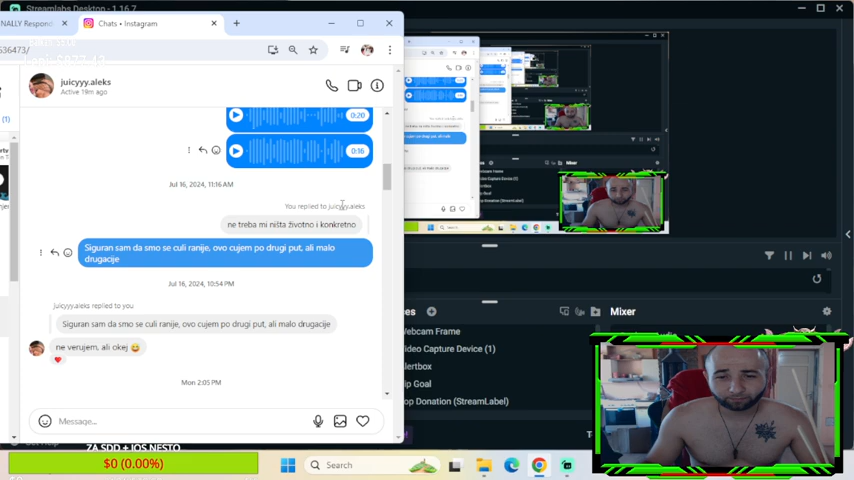 Streamlabs Desktop - 1.16.7
NALLY Respond
Chats • Instagram
536473/
juicyyy.aleks
Active 19m ago
(1)
0:20
0:16
Jul 16, 2024, 11:16 AM
You replied to juicyyy.aleks
ne treba mi ništa životno i konkretno
Siguran sam da smo se culi ranije, ovo cujem po drugi put, ali malo
drugacije
Jul 16, 2024, 10:54 PM
juicyyy.aleks replied to you
Siguran sam da smo se culi ranije, ovo cujem po drugi put, ali malo drugacije
ne verujem, ali okej 😅
Mon 2:05 PM
Message...
Mixer
Webcam Frame
Video Capture Device (1)
Alertbox
Tip Goal
Top Donation (StreamLabel)
Mixer
ZA SDD + JOS NESTO
$0 (0.00%)
Search